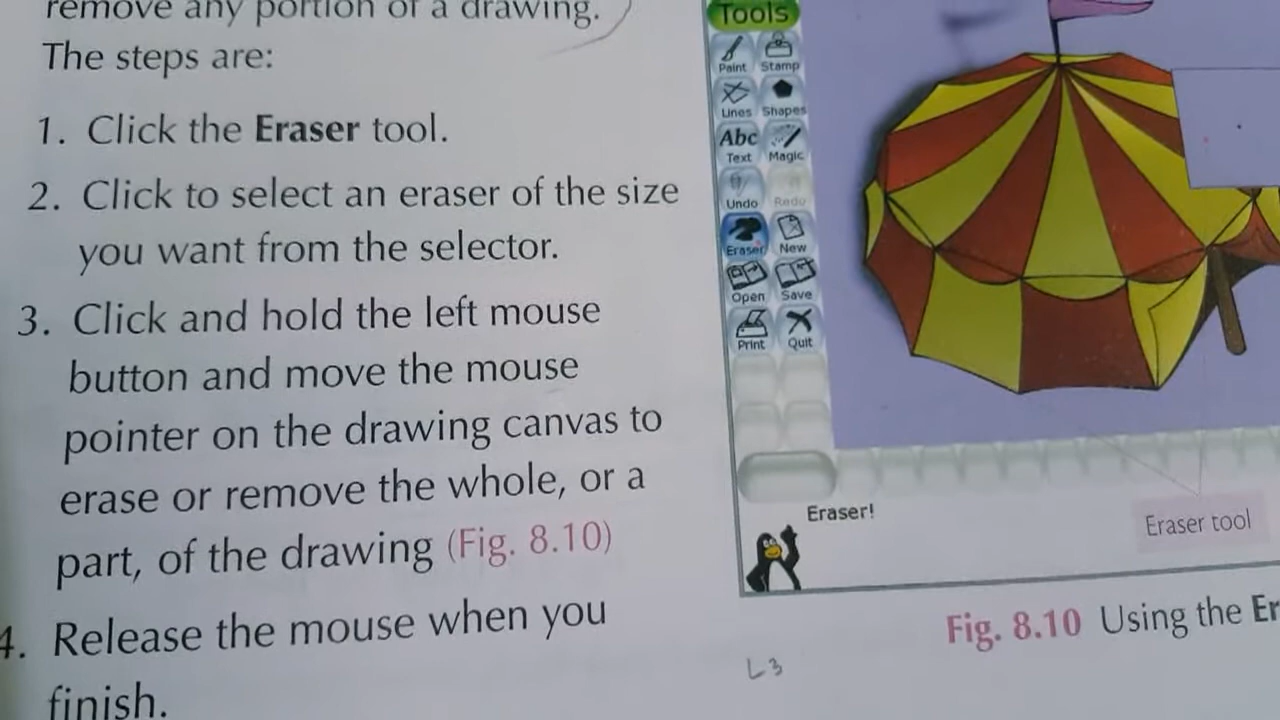 remove any portion of a drawing.
The steps are:
1. Click the Eraser tool.
2. Click to select an eraser of the size
you want from the selector.
3. Click and hold the left mouse
button and move the mouse
pointer on the drawing canvas to
erase or remove the whole, or a
part, of the drawing (Fig. 8.10)
4. Release the mouse when you
finish.
Tools
Paint Stamp
Lines Shapes
Abc
Text Magic
Undo Redo
Eraser New
Open Save
Print Quit
Eraser!
Eraser tool
Fig. 8.10 Using the Er
L3